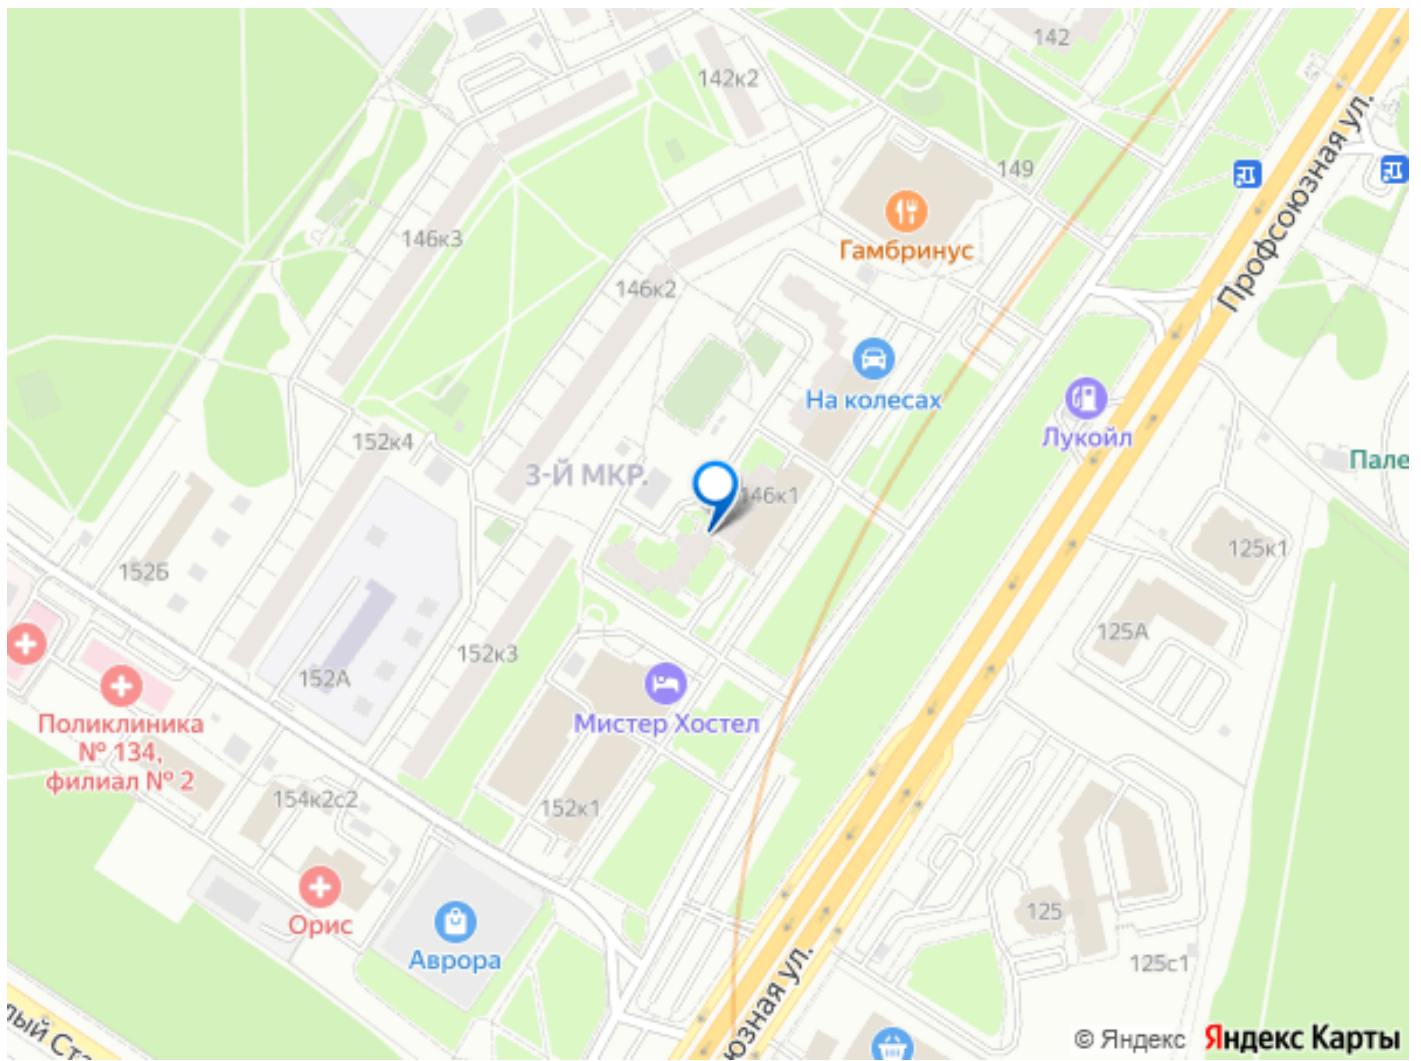 142
142к2
149
Профсоюзная ул.
146к3
Гамбринус
146к2
На колесах
Лукойл
152к4
3-Й МКР.
146к1
Пале
125к1
152Б
125А
152А
152к3
Мистер Хостел
Поликлиника
№ 134,
филиал № 2
154к2с2
152к1
Орис
Аврора
125
125с1
юзная ул.
лый Ста
© Яндекс Яндекс Карты